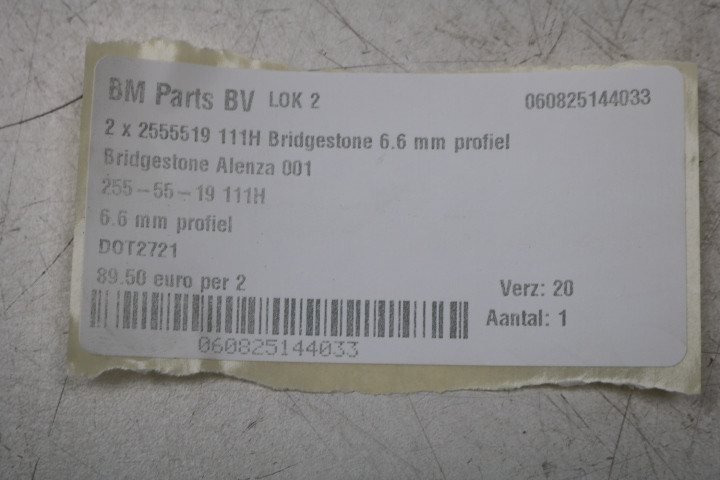 BM Parts BV LOK 2 060825144033
2 x 2555519 111H Bridgestone 6.6 mm profiel
Bridgestone Alenza 001
255-55-19 111H
6.6 mm profiel
DOT2721
89.50 euro per 2
Verz: 20
Aantal: 1
060825144033